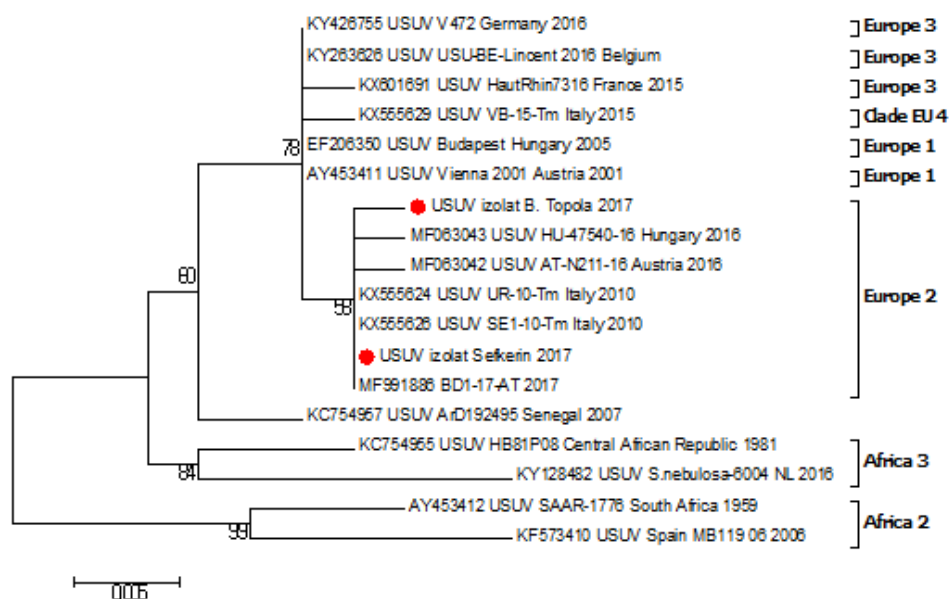 KY426755 USUV V472 Germany 2016 Europe 3
KY263626 USUV USU-BE-Lincent 2016 Belgium Europe 3
KX601691 USUV HautRhin7316 France 2015 Europe 3
KX555629 USUV VB-15-Tm Italy 2015 Clade EU 4
78 EF206350 USUV Budapest Hungary 2005 Europe 1
AY453411 USUV Vienna 2001 Austria 2001 Europe 1
USUV izolat B. Topola 2017
MF063043 USUV HU-47540-16 Hungary 2016
60 MF063042 USUV AT-N211-16 Austria 2016
KX555624 USUV UR-10-Tm Italy 2010 Europe 2
53
KX555626 USUV SE1-10-Tm Italy 2010
USUV izolat Sefkerin 2017
MF991886 BD1-17-AT 2017
KC754957 USUV ArD192495 Senegal 2007
KC754955 USUV HB81P08 Central African Republic 1981 Africa 3
84 KY128482 USUV S.nebulosa-6004 NL 2016
AY453412 USUV SAAR-1776 South Africa 1959 Africa 2
99 KF573410 USUV Spain MB119 06 2006
0.005